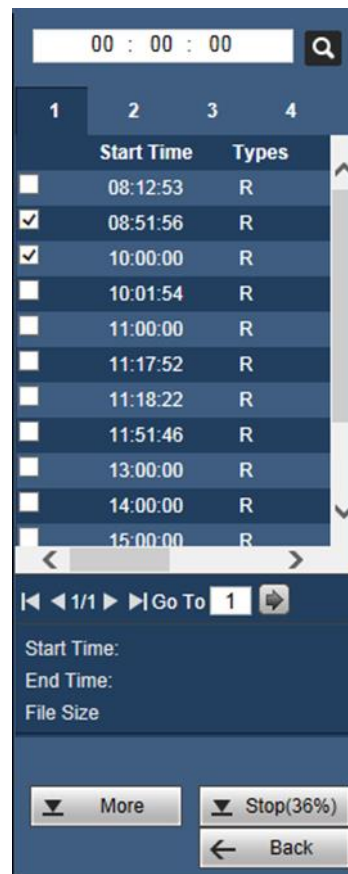 00 : 00 : 00
1 2 3 4
Start Time Types
08:12:53 R
08:51:56 R
10:00:00 R
10:01:54 R
11:00:00 R
11:17:52 R
11:18:22 R
11:51:46 R
13:00:00 R
14:00:00 R
15:00:00 R
1/1 Go To 1
Start Time:
End Time:
File Size
More Stop(36%)
Back